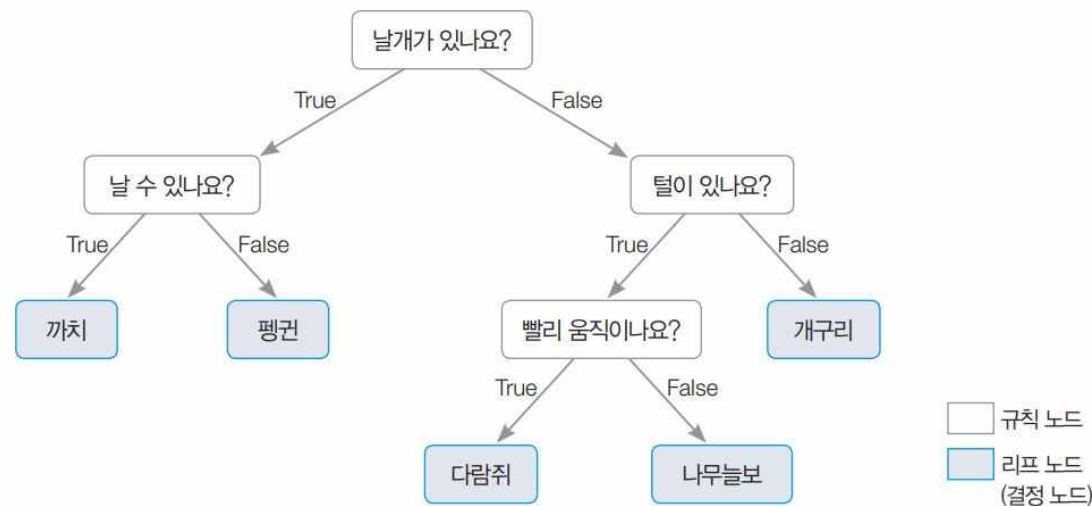 날개가 있나요?
True
False
날 수 있나요?
털이 있나요?
True
False
True
False
까치
펭귄
빨리 움직이나요?
개구리
True
False
다람쥐
나무늘보
규칙 노드
리프 노드
(결정 노드)